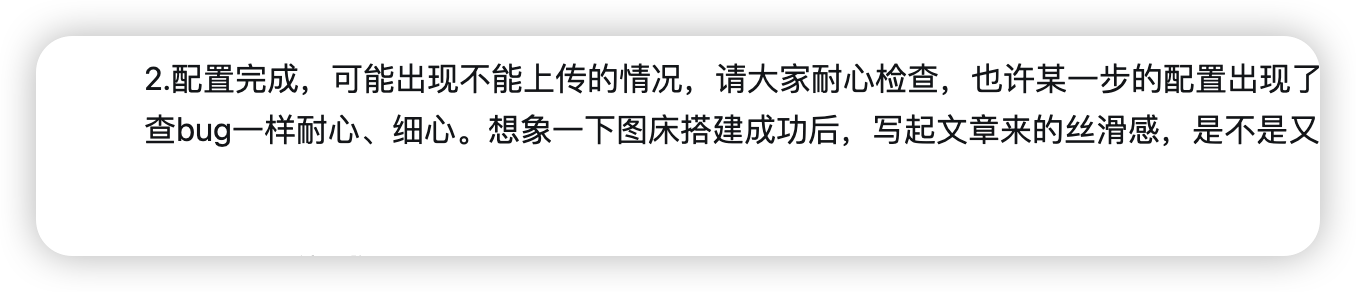 2.配置完成，可能出现不能上传的情况，请大家耐心检查，也许某一步的配置出现了
查bug一样耐心、细心。想象一下图床搭建成功后，写起文章来的丝滑感，是不是又